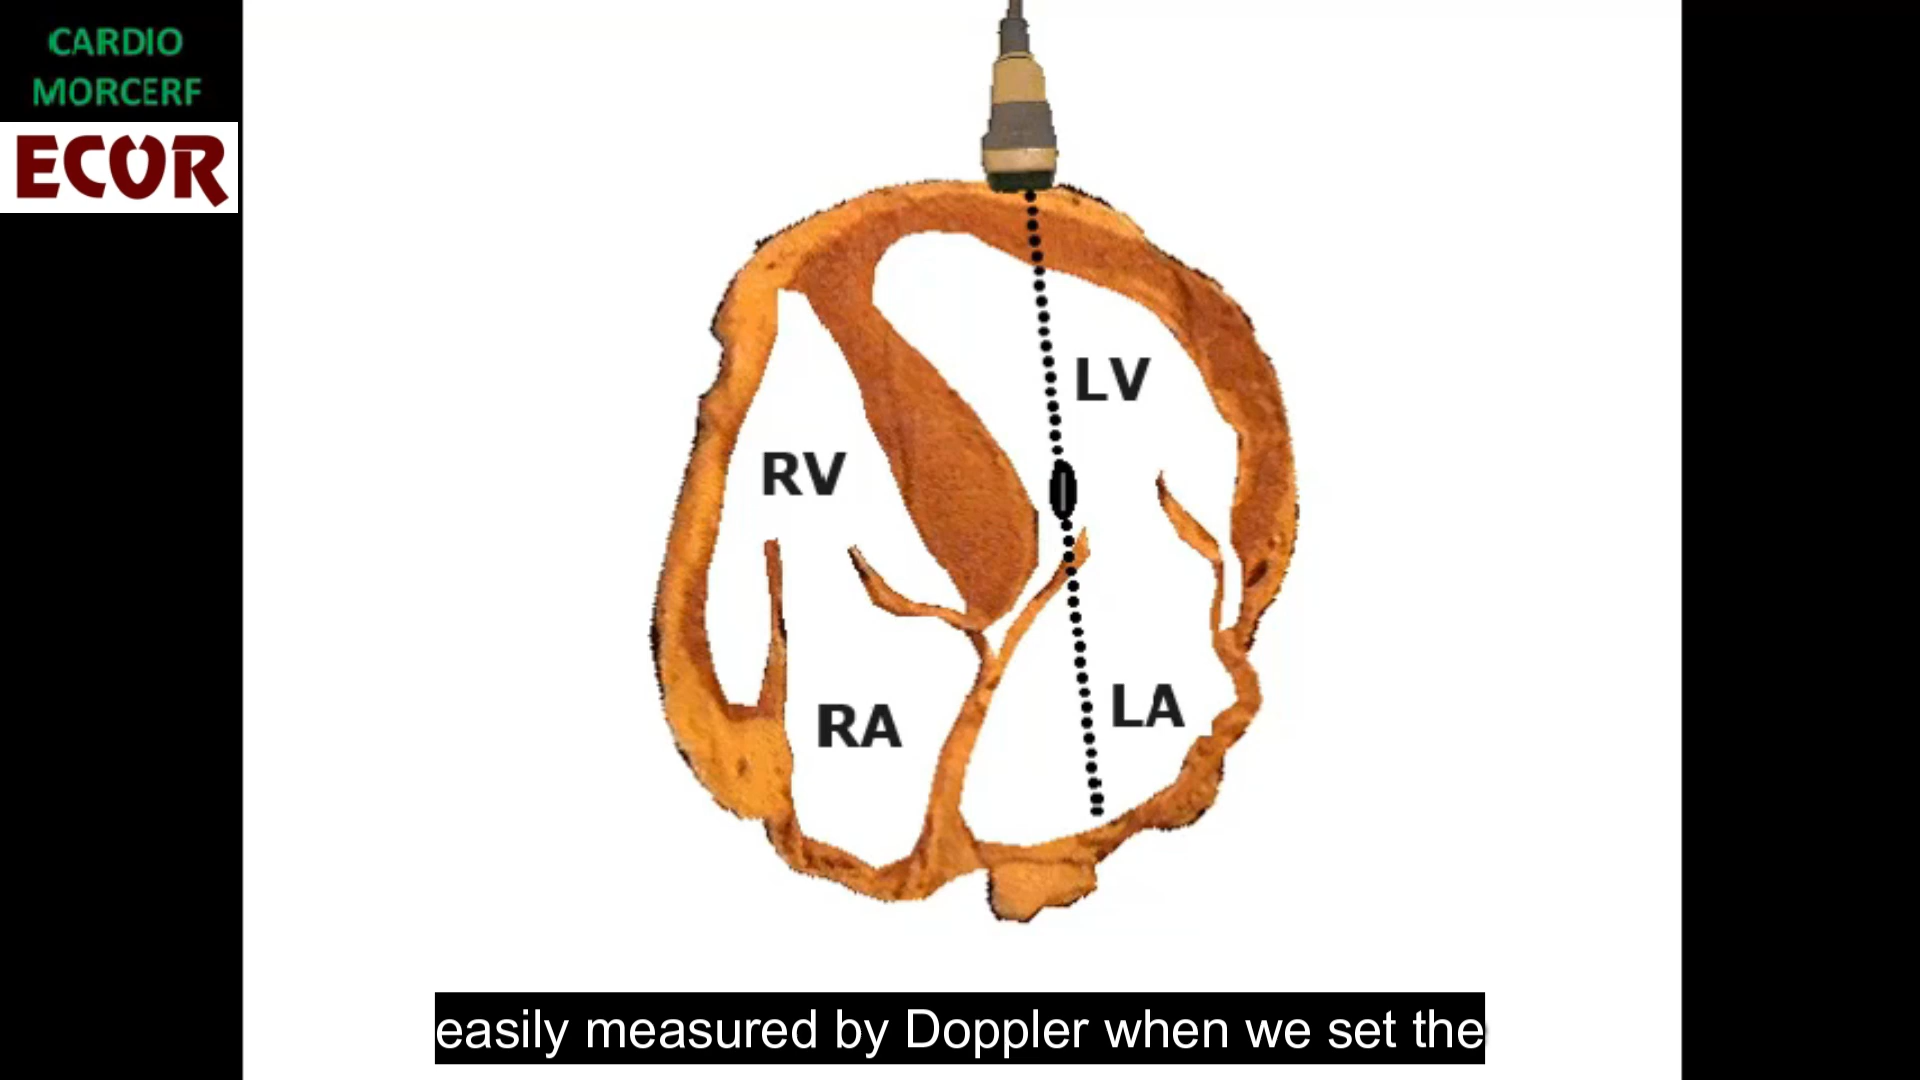 CARDIO
MORCERF
ECOR
LV
RV
LA
RA
easily measured by Doppler when we set the